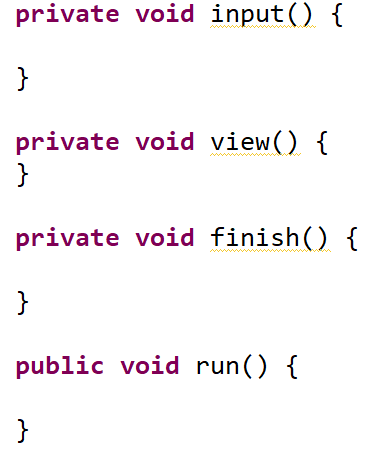 private void input() {
}
private void view() {
}
private void finish() {
}
public void run() {
}